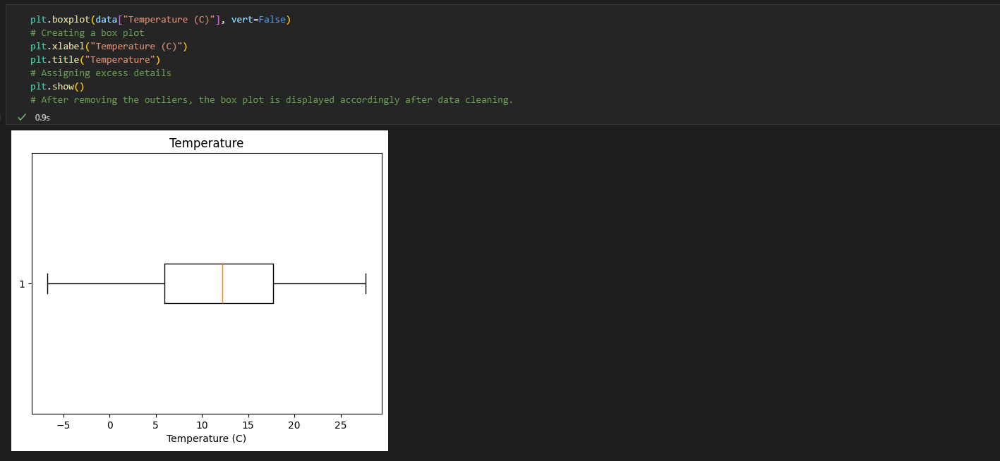 plt.boxplot(data["Temperature (C)"], vert=False)
# Creating a box plot
plt.xlabel("Temperature (C)")
plt.title("Temperature")
# Assigning excess details
plt.show()
# After removing the outliers, the box plot is displayed accordingly after data cleaning.
0.9s
Temperature
1
−5 0 5 10 15 20 25
Temperature (C)